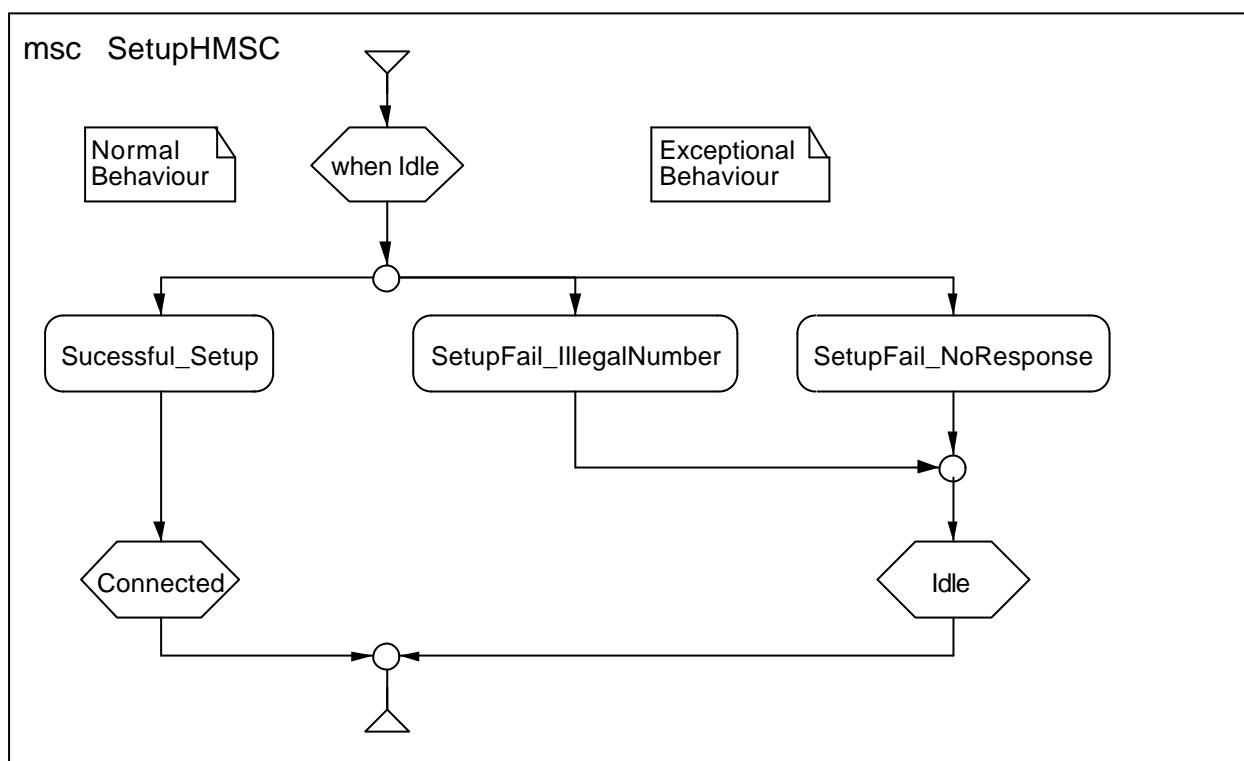 msc SetupHMSC
Normal
Behaviour
when Idle
Exceptional
Behaviour
Sucessful_Setup
SetupFail_IllegalNumber
SetupFail_NoResponse
Connected
Idle